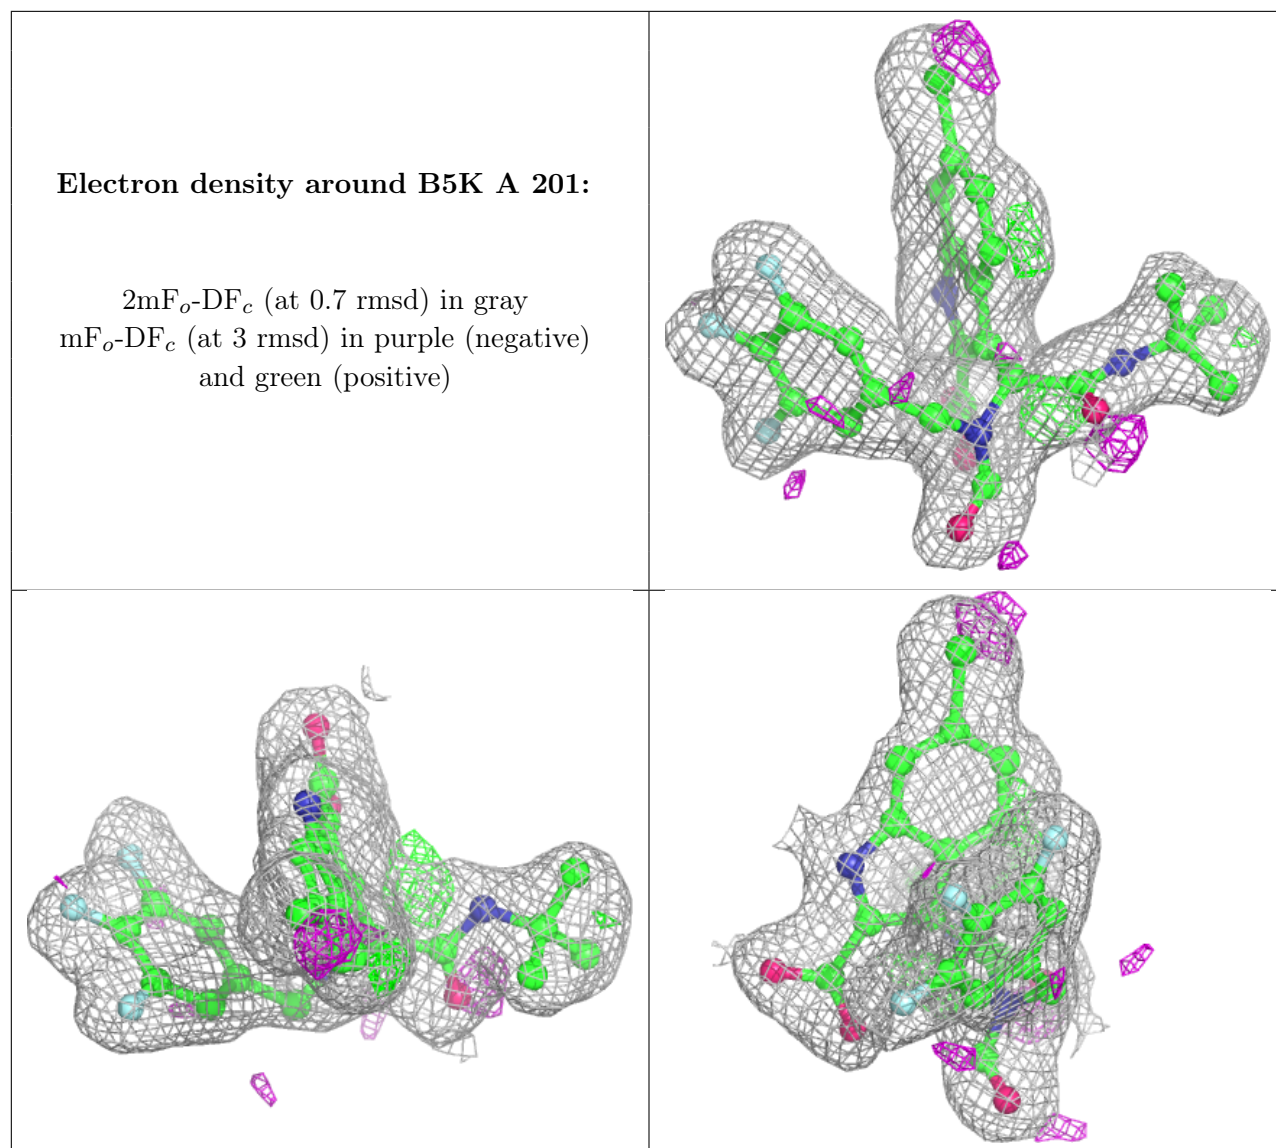 Electron density around B5K A 201:
2mFo-DFc (at 0.7 rmsd) in gray
mFo-DFc (at 3 rmsd) in purple (negative)
and green (positive)